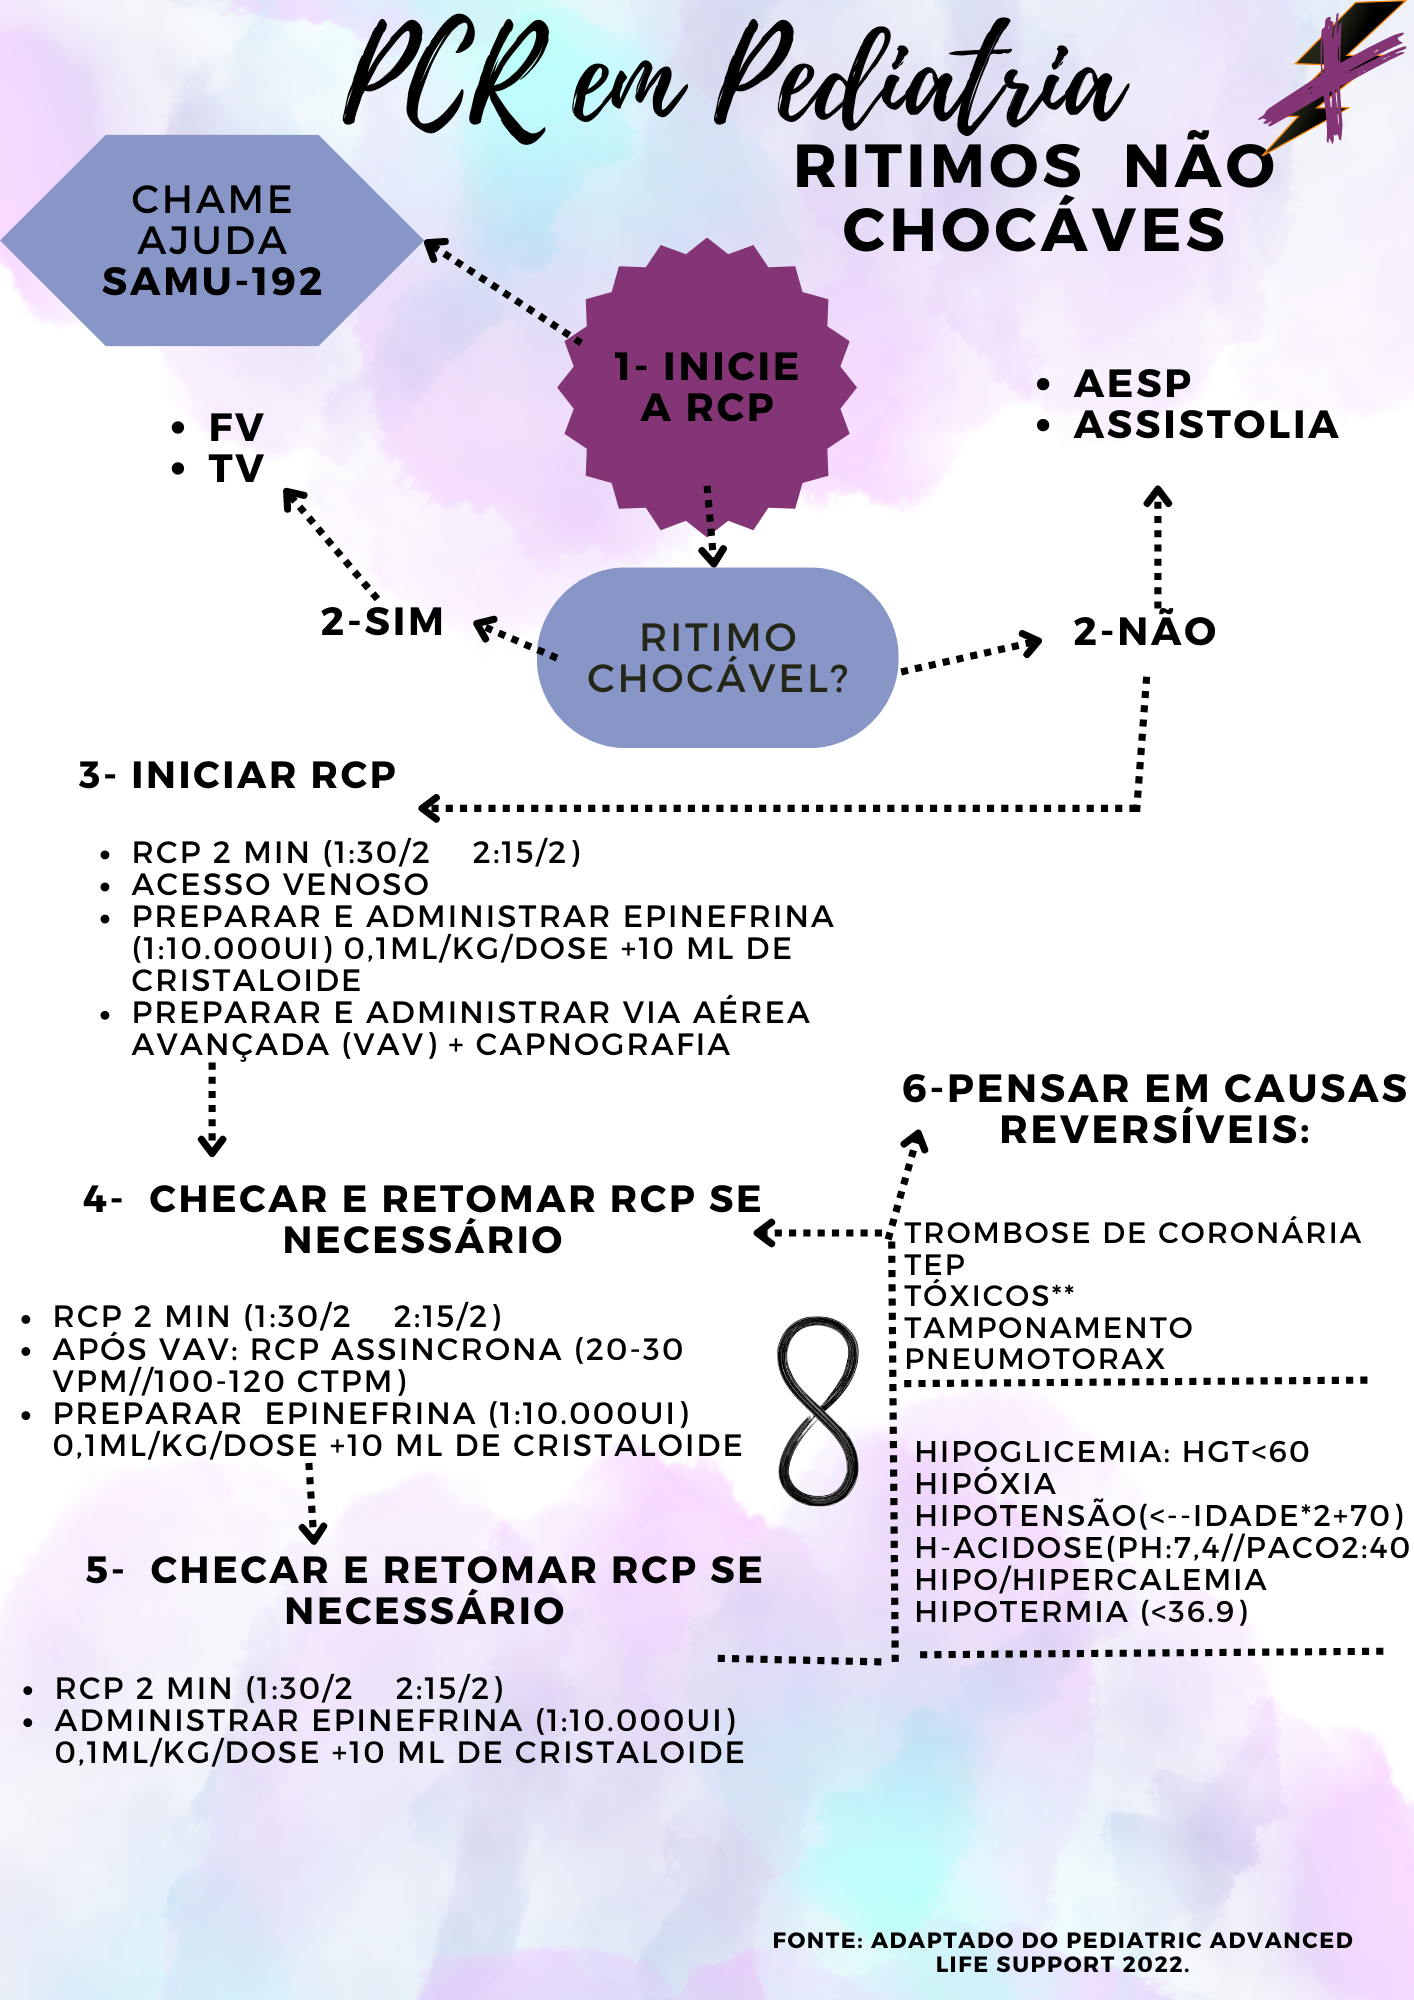 PCR em Pediatria
RITIMOS NÃO
CHOCÁVES
CHAME
AJUDA
SAMU-192
1- INICIE
A RCP
• AESP
• ASSISTOLIA
• FV
• TV
2-SIM
RITIMO
CHOCÁVEL?
2-NÃO
3- INICIAR RCP
• RCP 2 MIN (1:30/2 2:15/2)
• ACESSO VENOSO
• PREPARAR E ADMINISTRAR EPINEFRINA
(1:10.000UI) 0,1ML/KG/DOSE +10 ML DE
CRISTALOIDE
• PREPARAR E ADMINISTRAR VIA AÉREA
AVANÇADA (VAV) + CAPNOGRAFIA
4- CHECAR E RETOMAR RCP SE
NECESSÁRIO
• RCP 2 MIN (1:30/2 2:15/2)
• APÓS VAV: RCP ASSINCRONA (20-30
VPM//100-120 CTPM)
• PREPARAR EPINEFRINA (1:10.000UI)
0,1ML/KG/DOSE +10 ML DE CRISTALOIDE
5- CHECAR E RETOMAR RCP SE
NECESSÁRIO
• RCP 2 MIN (1:30/2 2:15/2)
• ADMINISTRAR EPINEFRINA (1:10.000UI)
0,1ML/KG/DOSE +10 ML DE CRISTALOIDE
6-PENSAR EM CAUSAS
REVERSÍVEIS:
TROMBOSE DE CORONÁRIA
TEP
TÓXICOS**
TAMPONAMENTO
PNEUMOTORAX
HIPOGLICEMIA: HGT<60
HIPÓXIA
HIPOTENSÃO(<--IDADE*2+70)
H-ACIDOSE(PH:7,4//PACO2:40
HIPO/HIPERCALEMIA
HIPOTERMIA (<36.9)
FONTE: ADAPTADO DO PEDIATRIC ADVANCED
LIFE SUPPORT 2022.